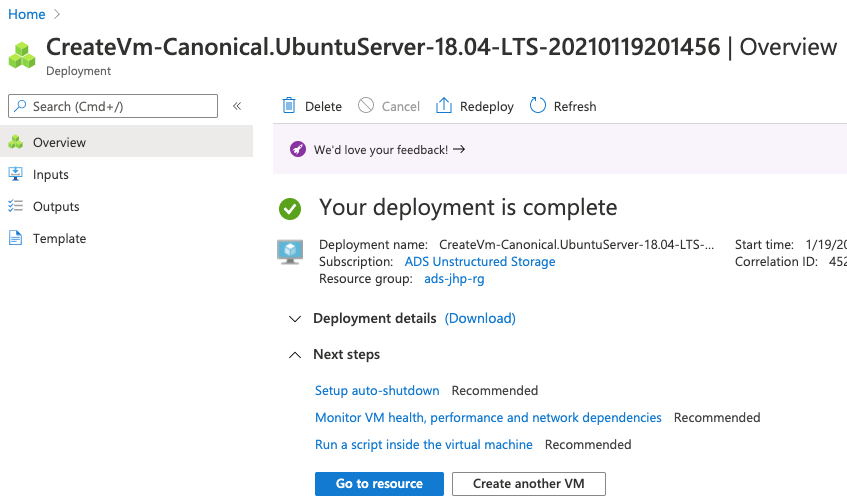 Home
CreateVm-Canonical.UbuntuServer-18.04-LTS-20210119201456 | Overview
Deployment
Search (Cmd+/)
«
Delete Cancel Redeploy Refresh
Overview
Inputs
Outputs
Template
We'd love your feedback! →
Your deployment is complete
Deployment name: CreateVm-Canonical.UbuntuServer-18.04-LTS-... Start time: 1/19/20
Subscription: ADS Unstructured Storage Correlation ID: 452
Resource group: ads-jhp-rg
Deployment details (Download)
Next steps
Setup auto-shutdown Recommended
Monitor VM health, performance and network dependencies Recommended
Run a script inside the virtual machine Recommended
Go to resource Create another VM